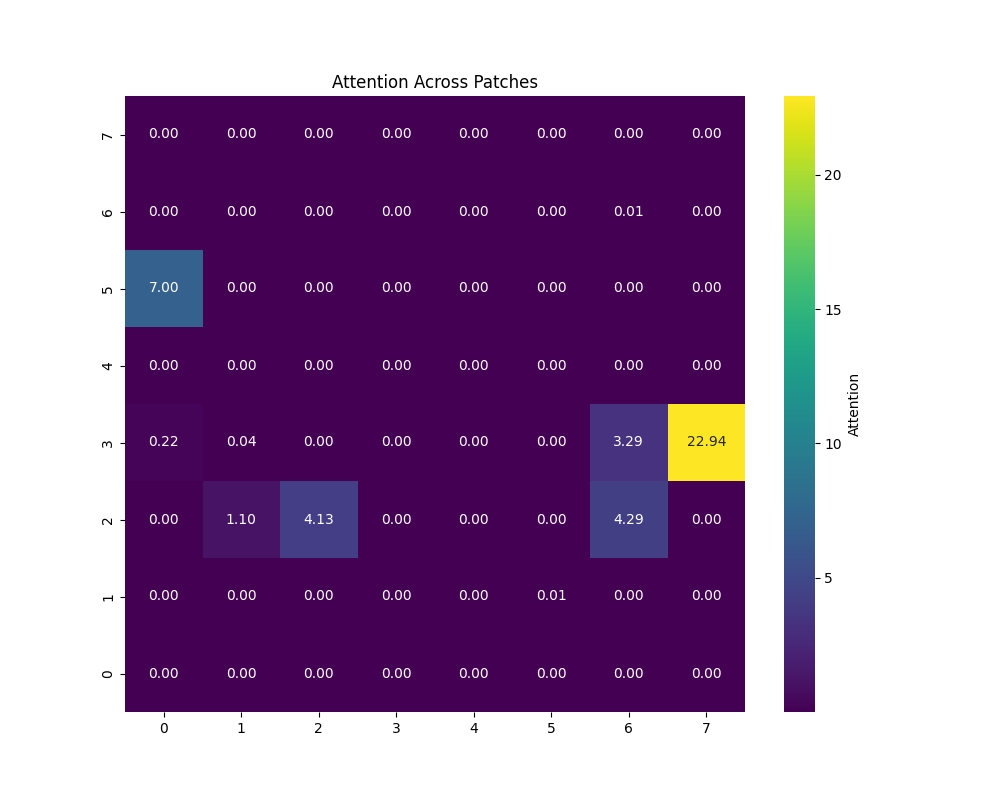 Attention Across Patches
7 0.00 0.00 0.00 0.00 0.00 0.00 0.00 0.00
6 0.00 0.00 0.00 0.00 0.00 0.00 0.01 0.00
5 7.00 0.00 0.00 0.00 0.00 0.00 0.00 0.00
4 0.00 0.00 0.00 0.00 0.00 0.00 0.00 0.00
3 0.22 0.04 0.00 0.00 0.00 0.00 3.29 22.94
2 0.00 1.10 4.13 0.00 0.00 0.00 4.29 0.00
1 0.00 0.00 0.00 0.00 0.00 0.01 0.00 0.00
0 0.00 0.00 0.00 0.00 0.00 0.00 0.00 0.00
0 1 2 3 4 5 6 7
20
15
10
5
Attention